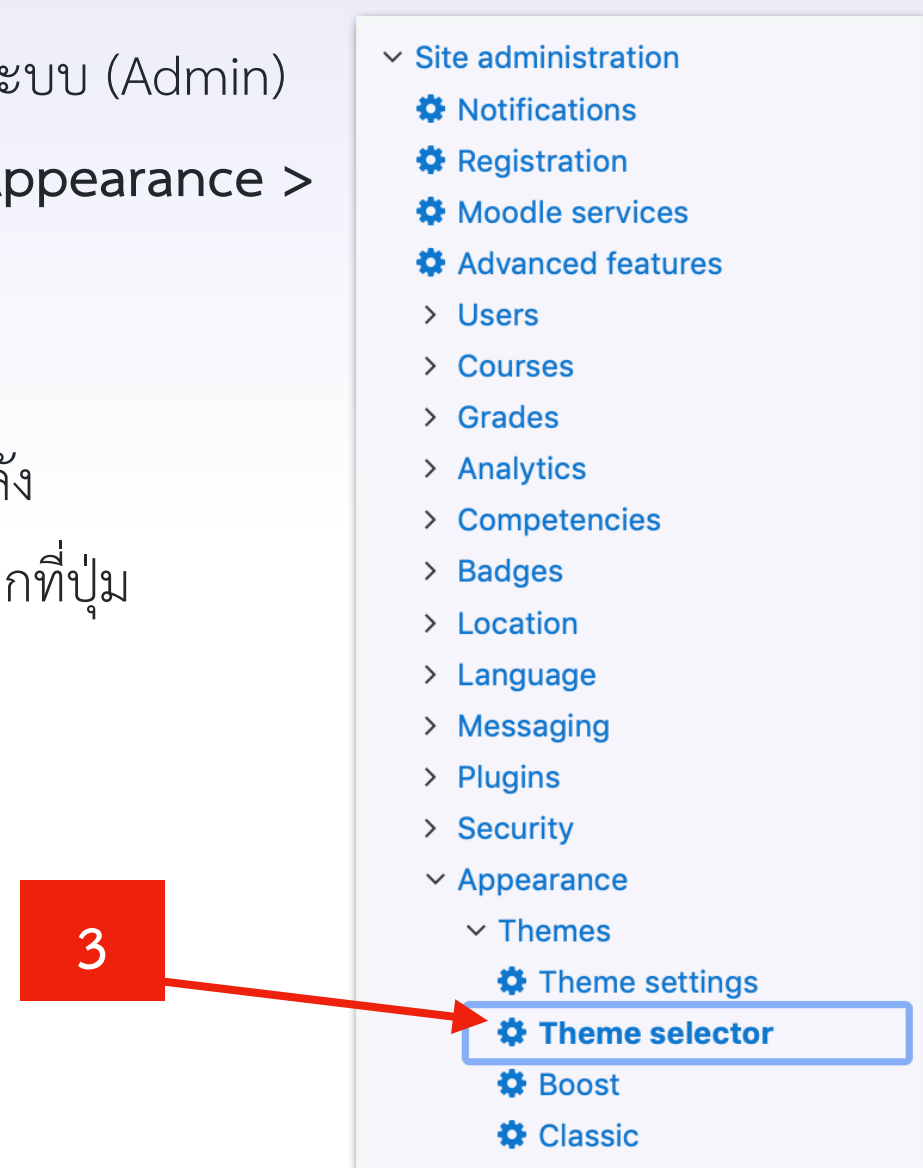 ะบบ (Admin)
ppearance >
ลัง
กที่ปุ่ม
3
Site administration
Notifications
Registration
Moodle services
Advanced features
Users
Courses
Grades
Analytics
Competencies
Badges
Location
Language
Messaging
Plugins
Security
Appearance
Themes
Theme settings
Theme selector
Boost
Classic